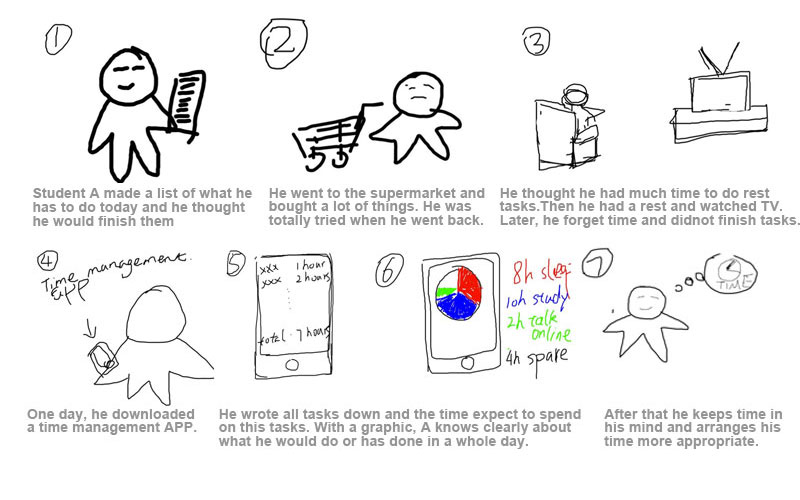 1
2
3
Student A made a list of what he
has to do today and he thought
he would finish them
He went to the supermarket and
bought a lot of things. He was
totally tried when he went back.
He thought he had much time to do rest
tasks.Then he had a rest and watched TV.
Later, he forget time and didnot finish tasks.
4
Time management
APP
5
xxx 1 hour
xxx 2 hours
total 7 hours
6
8h sleep
10h study
2h talk
online
4h spare
7
TIME
One day, he downloaded
a time management APP.
He wrote all tasks down and the time expect to spend
on this tasks. With a graphic, A knows clearly about
what he would do or has done in a whole day.
After that he keeps time in
his mind and arranges his
time more appropriate.